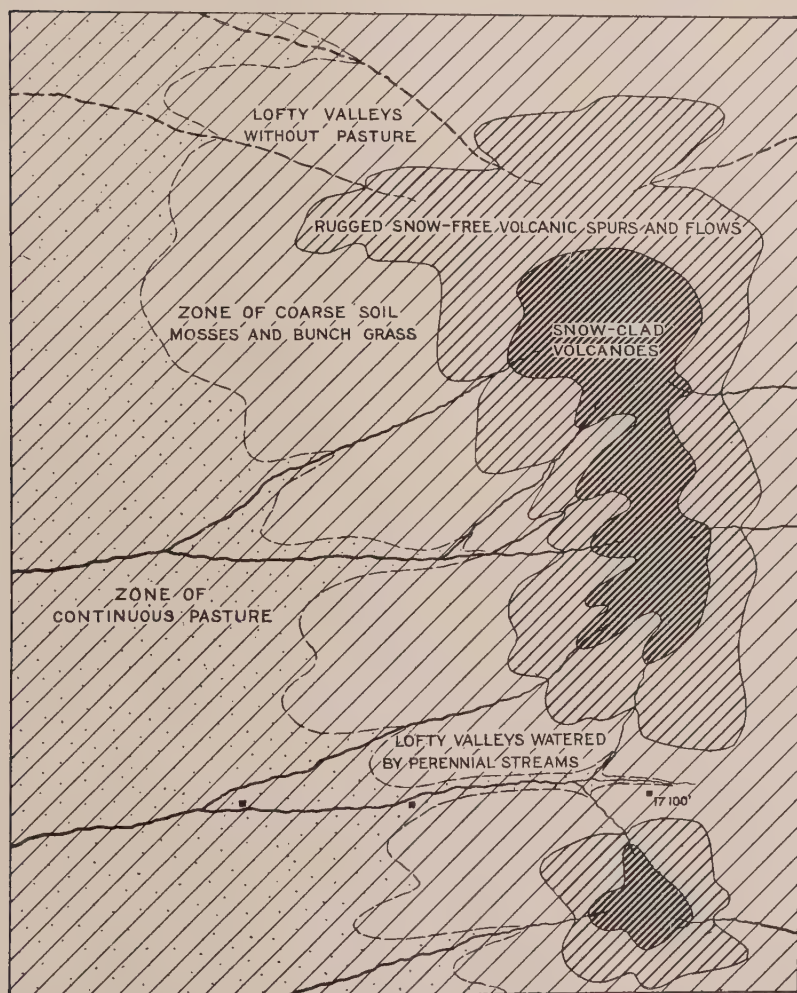 LOFTY VALLEYS
WITHOUT PASTURE
RUGGED SNOW-FREE VOLCANIC SPURS AND FLOWS
ZONE OF COARSE SOIL
MOSSES AND BUNCH GRASS
SNOW-CLAD
VOLCANOES
ZONE OF
CONTINUOUS PASTURE
LOFTY VALLEYS WATERED
BY PERENNIAL STREAMS
17100'